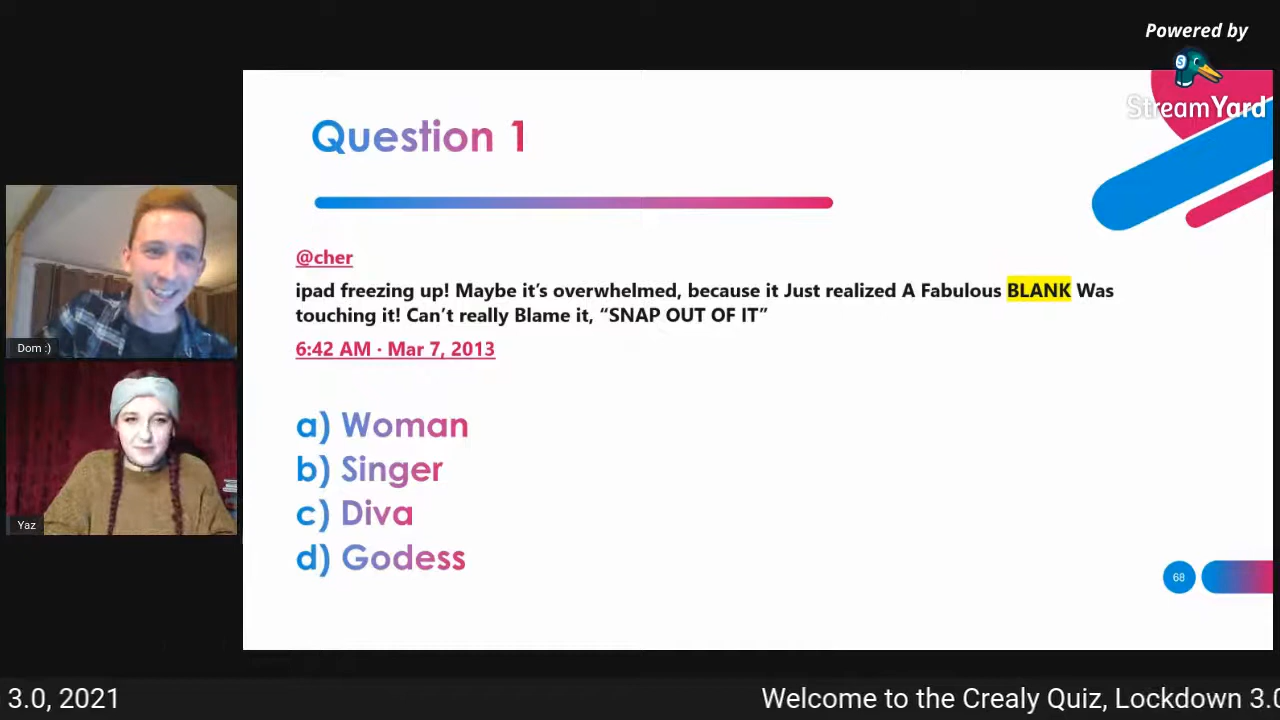 Powered by
StreamYard
Question 1
@cher
ipad freezing up! Maybe it's overwhelmed, because it Just realized A Fabulous BLANK Was
touching it! Can't really Blame it, “SNAP OUT OF IT”
6:42 AM · Mar 7, 2013
a) Woman
b) Singer
c) Diva
d) Godess
Dom :)
Yaz
68
3.0, 2021
Welcome to the Crealy Quiz, Lockdown 3.0